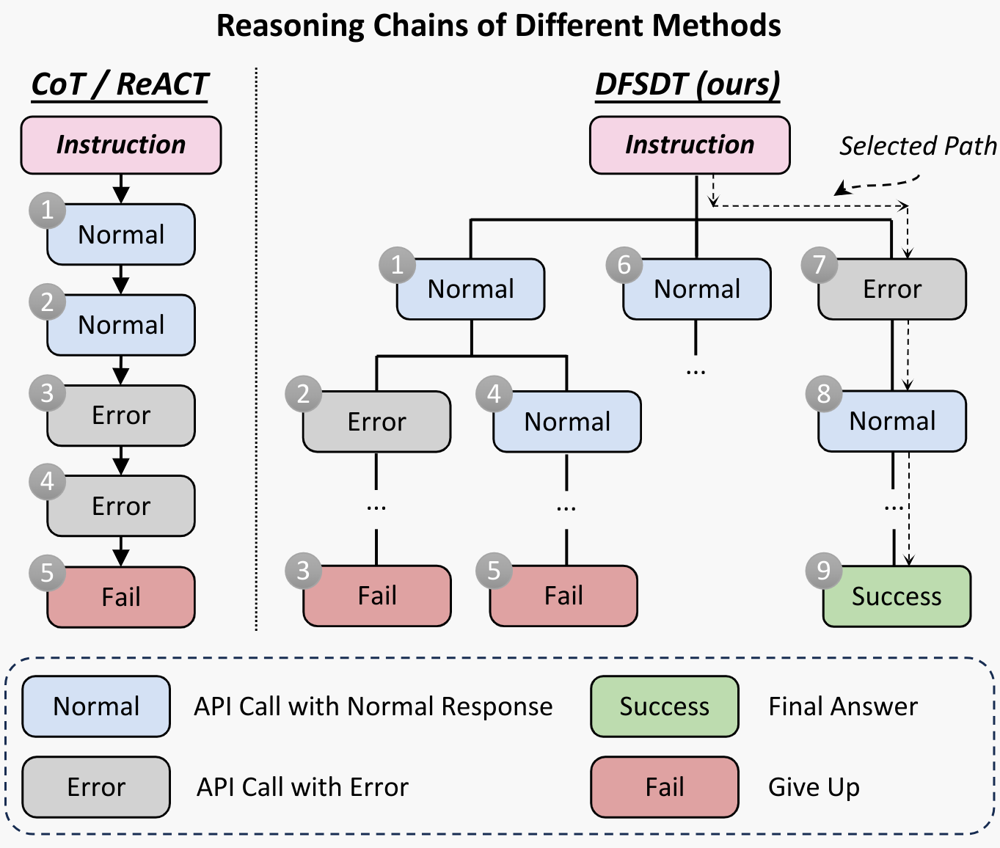 Reasoning Chains of Different Methods
CoT / ReACT
Instruction
1
Normal
2
Normal
3
Error
4
Error
5
Fail
DFSDT (ours)
Instruction
Selected Path
1
Normal
6
Normal
7
Error
...
2
Error
4
Normal
8
Normal
...
...
...
3
Fail
5
Fail
9
Success
Normal
API Call with Normal Response
Success
Final Answer
Error
API Call with Error
Fail
Give Up